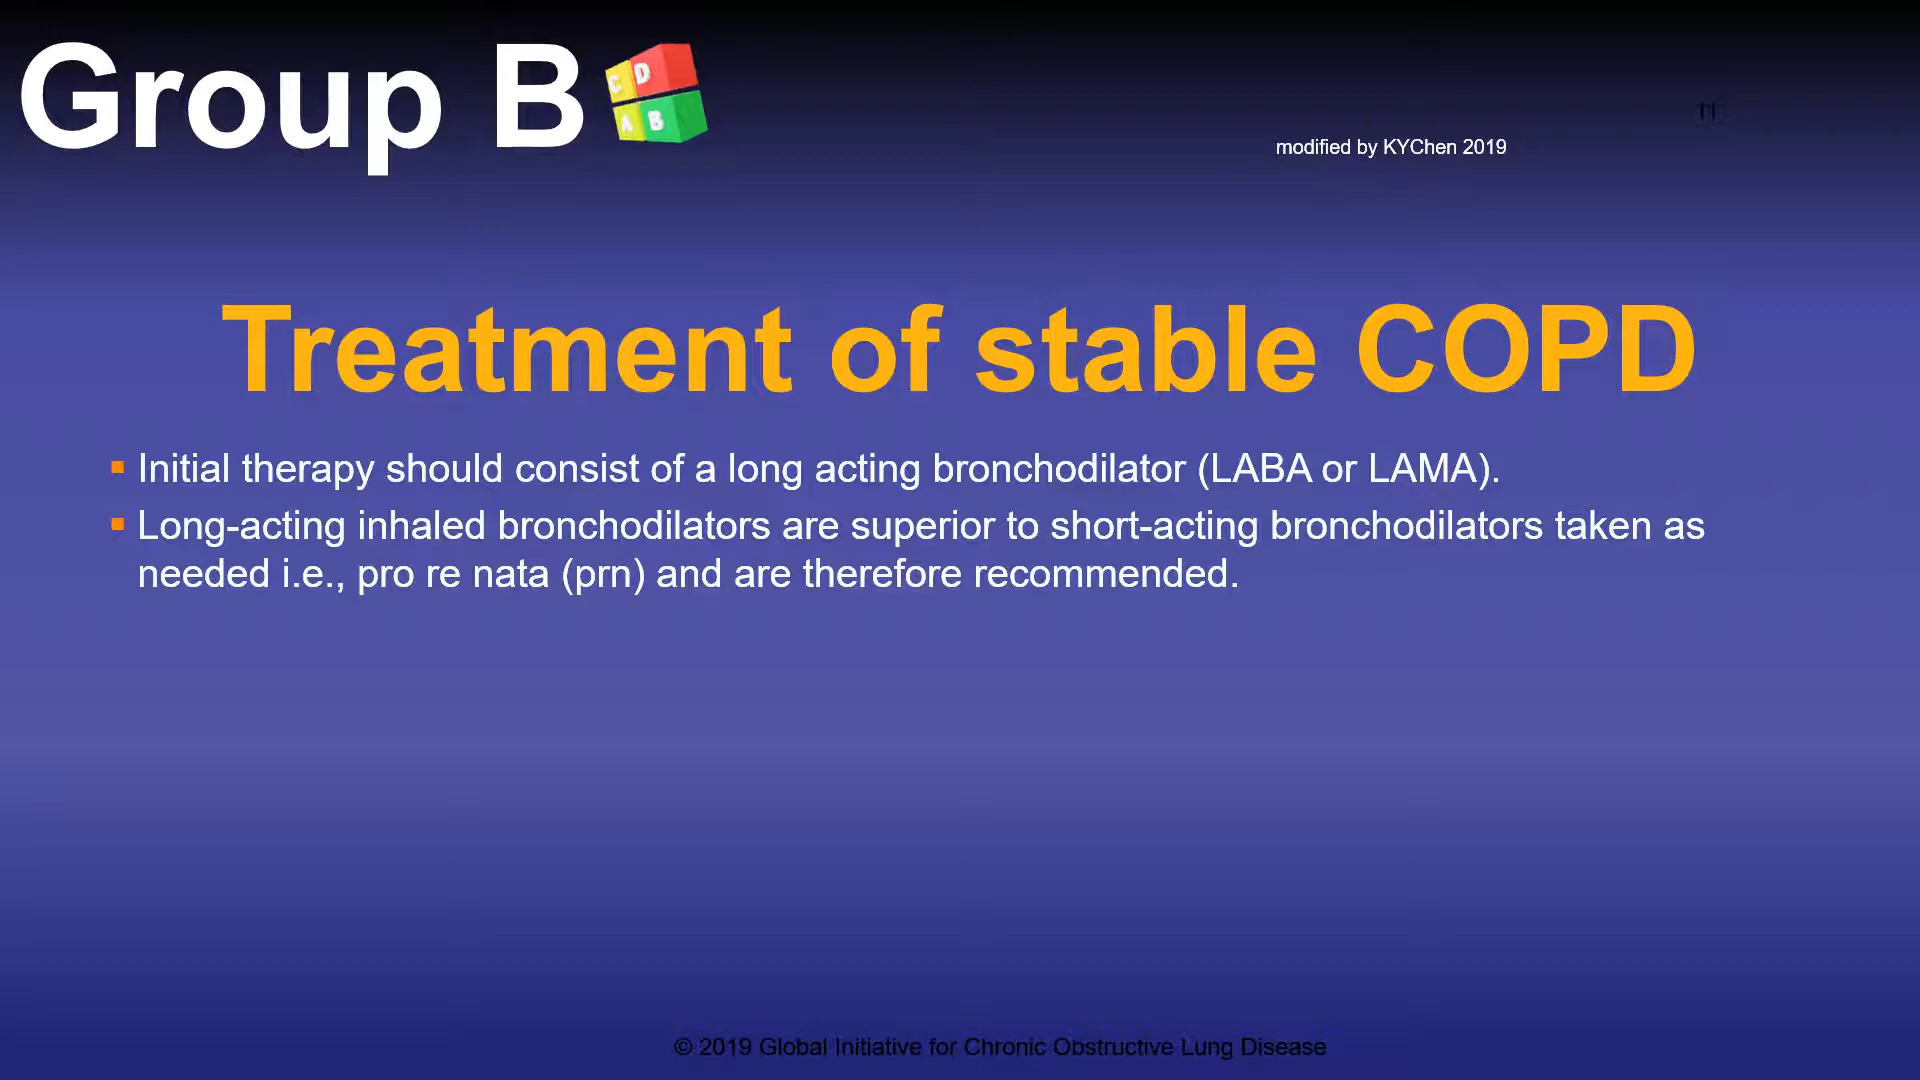 Group B
C D
A B
11
modified by KYChen 2019
Treatment of stable COPD
▪ Initial therapy should consist of a long acting bronchodilator (LABA or LAMA).
▪ Long-acting inhaled bronchodilators are superior to short-acting bronchodilators taken as
needed i.e., pro re nata (prn) and are therefore recommended.
© 2019 Global Initiative for Chronic Obstructive Lung Disease